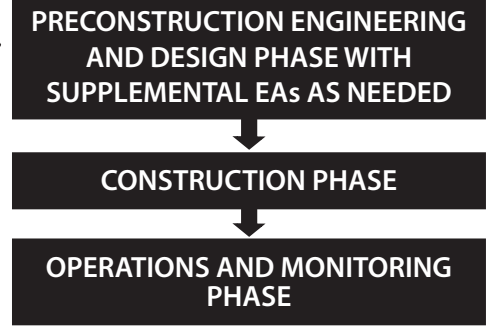 PRECONSTRUCTION ENGINEERING
AND DESIGN PHASE WITH
SUPPLEMENTAL EAs AS NEEDED
CONSTRUCTION PHASE
OPERATIONS AND MONITORING
PHASE